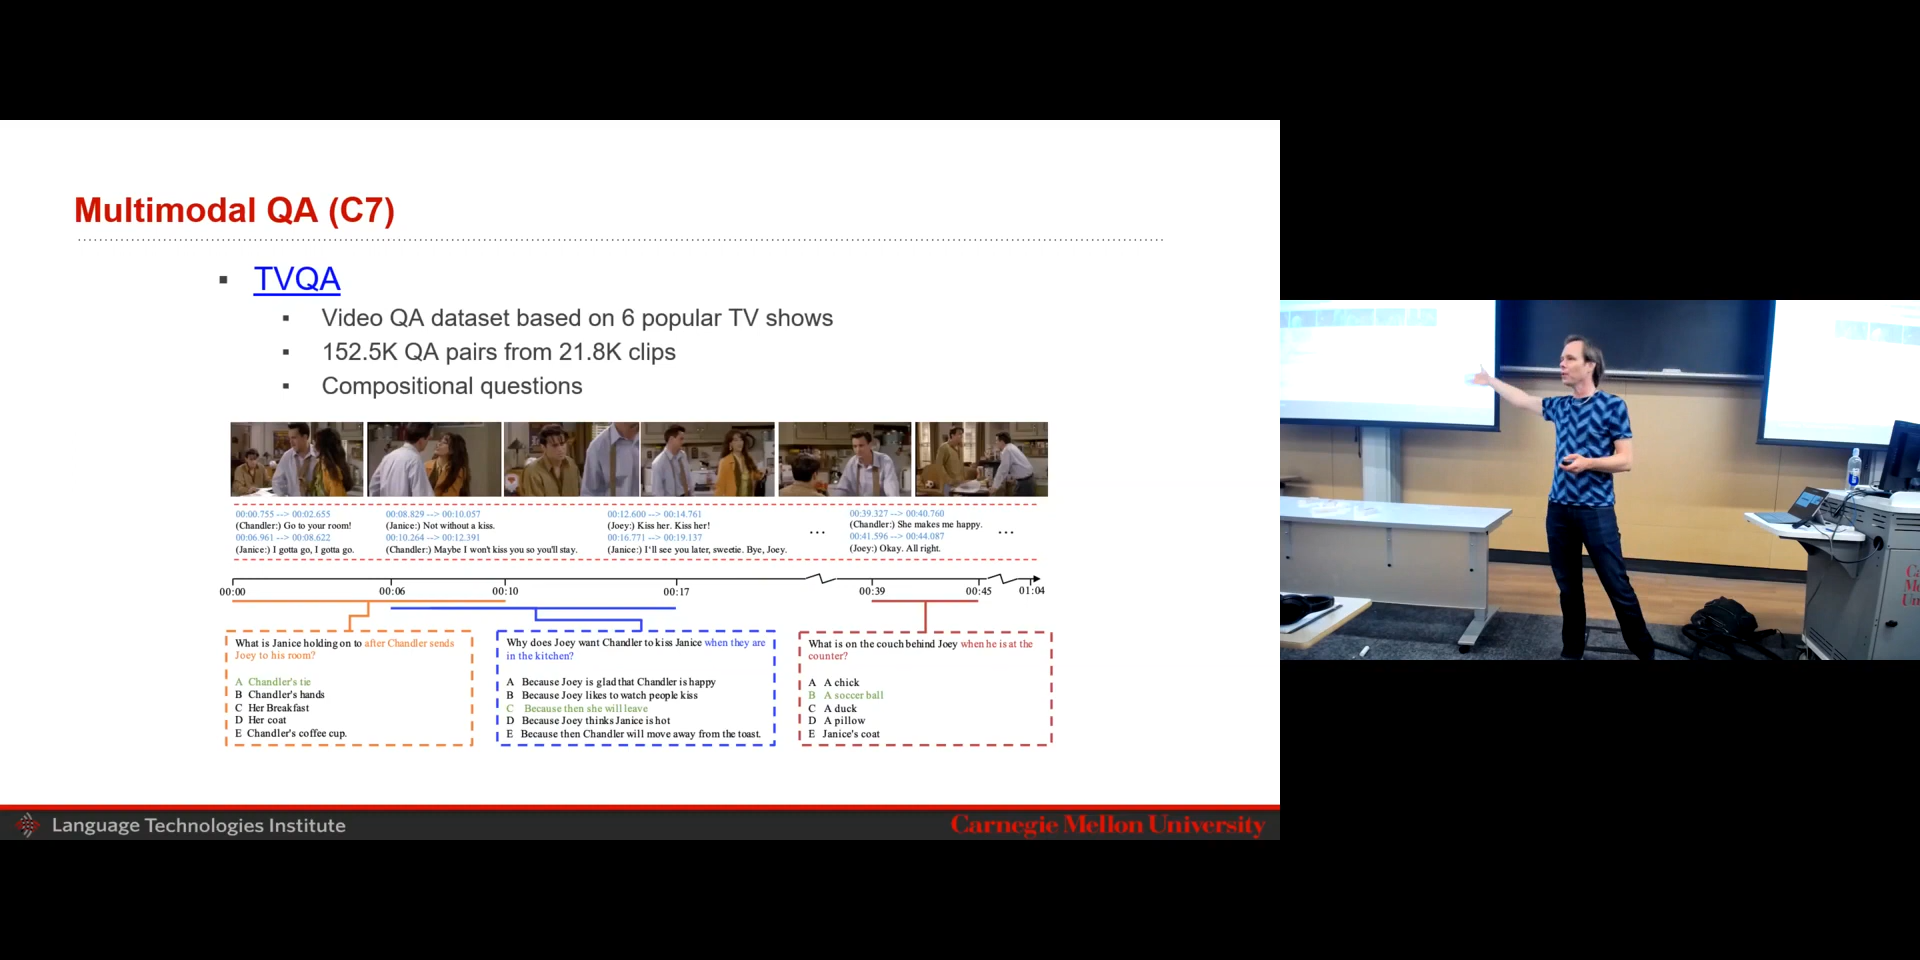 Multimodal QA (C7)
TVQA
Video QA dataset based on 6 popular TV shows
152.5K QA pairs from 21.8K clips
Compositional questions
00:00.755 --> 00:02.655
(Chandler:) Go to your room!
00:06.961 --> 00:08.622
(Janice:) I gotta go, I gotta go.
00:08.829 --> 00:10.057
(Janice:) Not without a kiss.
00:10.264 --> 00:12.391
(Chandler:) Maybe I won't kiss you so you'll stay.
00:12.600 --> 00:14.761
(Joey:) Kiss her. Kiss her!
00:16.771 --> 00:19.137
(Janice:) I'll see you later, sweetie. Bye, Joey.
...
00:39.327 --> 00:40.760
(Chandler:) She makes me happy.
00:41.596 --> 00:44.087
(Joey:) Okay. All right.
...
00:00 00:06 00:10 00:17 00:39 00:45 01:04
What is Janice holding on to after Chandler sends
Joey to his room?
A Chandler's tie
B Chandler's hands
C Her Breakfast
D Her coat
E Chandler's coffee cup.
Why does Joey want Chandler to kiss Janice when they are
in the kitchen?
A Because Joey is glad that Chandler is happy
B Because Joey likes to watch people kiss
C Because then she will leave
D Because Joey thinks Janice is hot
E Because then Chandler will move away from the toast.
What is on the couch behind Joey when he is at the
counter?
A A chick
B A soccer ball
C A duck
D A pillow
E Janice's coat
Language Technologies Institute
Carnegie Mellon University